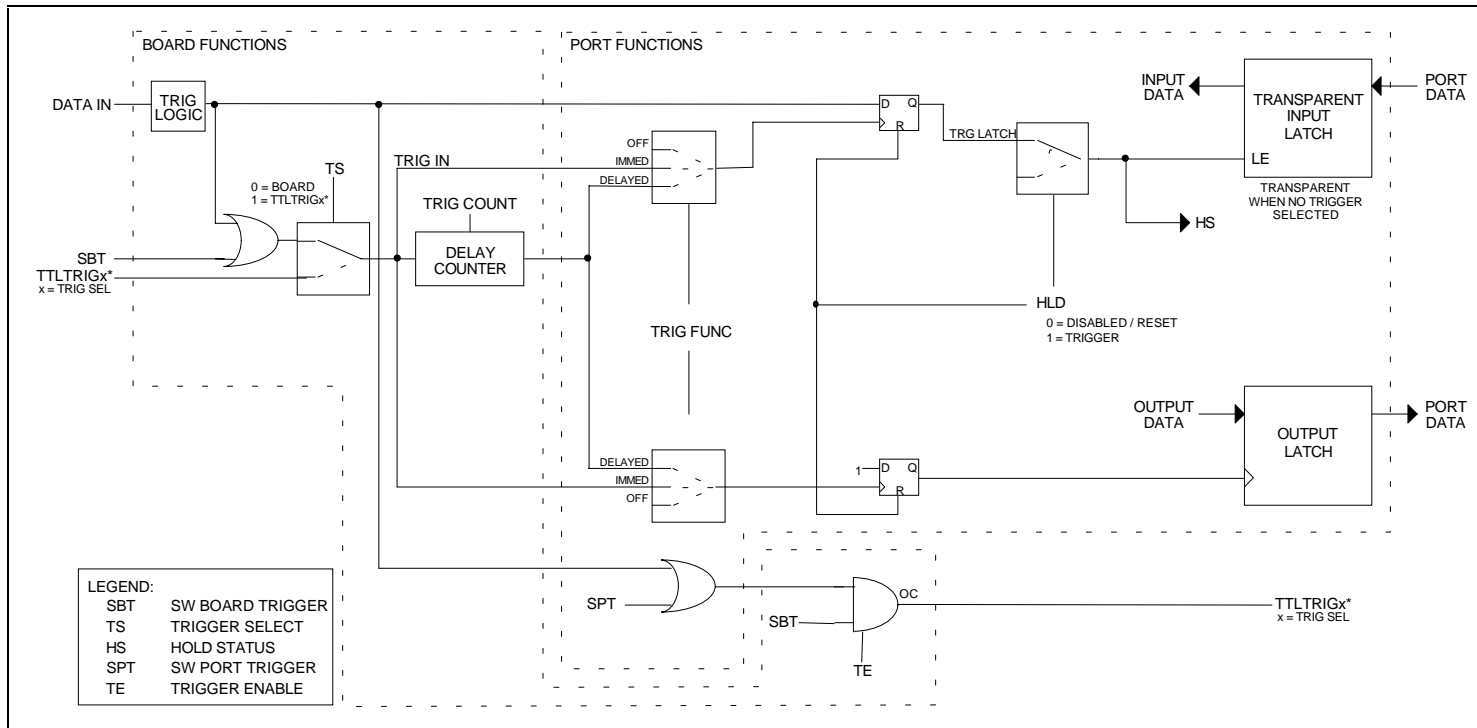 BOARD FUNCTIONS
PORT FUNCTIONS
DATA IN
TRIG
LOGIC
TS
0 = BOARD
1 = TTLTRIGx*
SBT
TTLTRIGx*
x = TRIG SEL
TRIG IN
TRIG COUNT
DELAY
COUNTER
OFF
IMMED
DELAYED
TRIG FUNC
DELAYED
IMMED
OFF
D Q
R
TRG LATCH
HLD
0 = DISABLED / RESET
1 = TRIGGER
INPUT
DATA
TRANSPARENT
INPUT
LATCH
LE
PORT
DATA
TRANSPARENT
WHEN NO TRIGGER
SELECTED
HS
1 D Q
R
OUTPUT
DATA
OUTPUT
LATCH
PORT
DATA
SPT
SBT
OC
TE
TTLTRIGx*
x = TRIG SEL
LEGEND:
SBT SW BOARD TRIGGER
TS TRIGGER SELECT
HS HOLD STATUS
SPT SW PORT TRIGGER
TE TRIGGER ENABLE